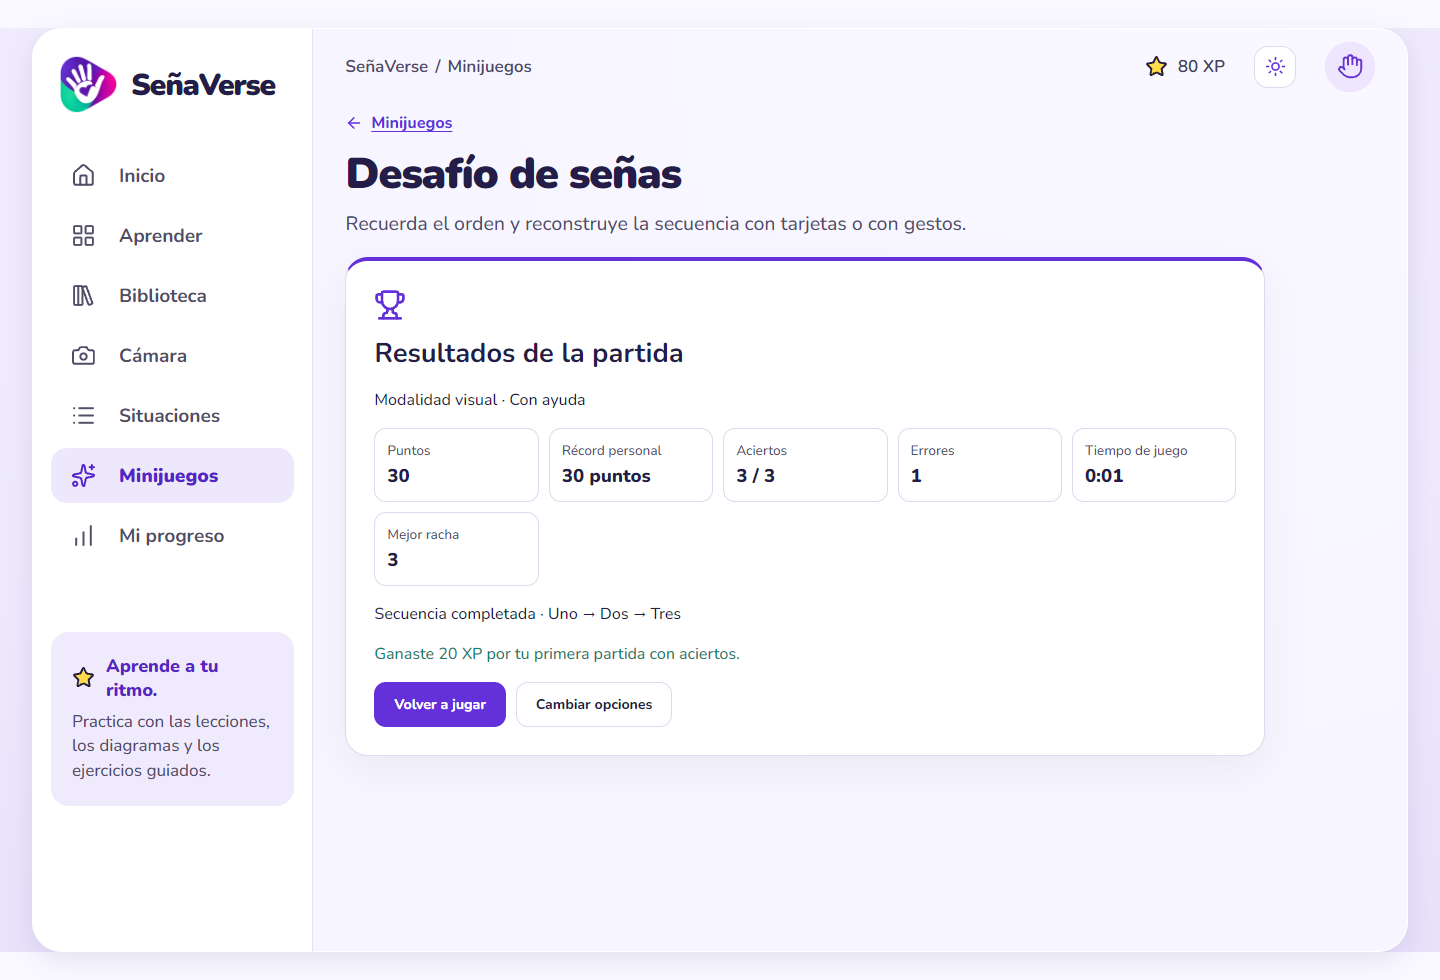 SeñaVerse
Inicio
Aprender
Biblioteca
Cámara
Situaciones
Minijuegos
Mi progreso
Aprende a tu
ritmo.
Practica con las lecciones,
los diagramas y los
ejercicios guiados.
SeñaVerse / Minijuegos
80 XP
← Minijuegos
Desafío de señas
Recuerda el orden y reconstruye la secuencia con tarjetas o con gestos.
Resultados de la partida
Modalidad visual · Con ayuda
Puntos
30
Récord personal
30 puntos
Aciertos
3 / 3
Errores
1
Tiempo de juego
0:01
Mejor racha
3
Secuencia completada · Uno → Dos → Tres
Ganaste 20 XP por tu primera partida con aciertos.
Volver a jugar
Cambiar opciones